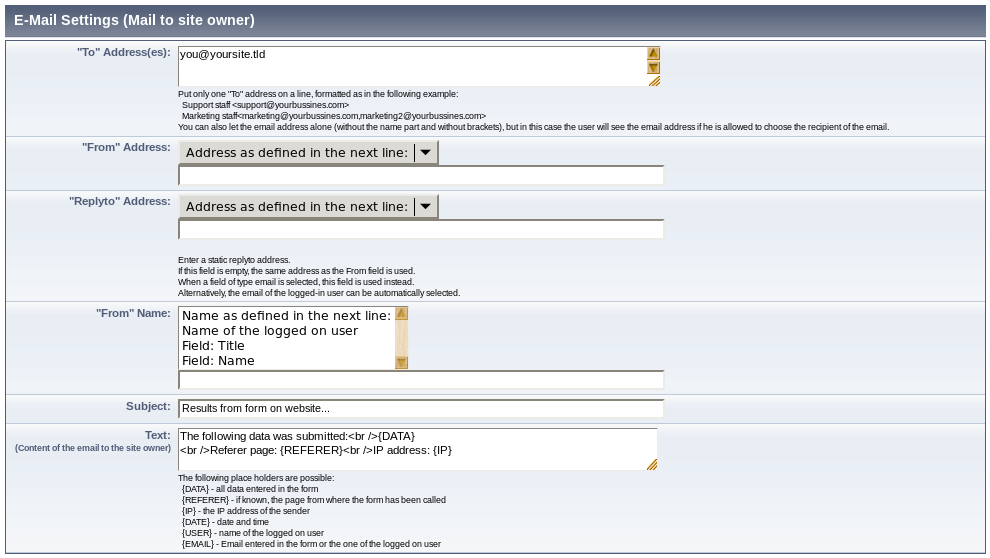 E-Mail Settings (Mail to site owner)
"To" Address(es):
you@yoursite.tld
Put only one "To" address on a line, formatted as in the following example:
Support staff <support@yourbussines.com>
Marketing staff<marketing@yourbussines.com,marketing2@yourbussines.com>
You can also let the email address alone (without the name part and without brackets), but in this case the user will see the email address if he is allowed to choose the recipient of the email.
"From" Address:
Address as defined in the next line:
"Replyto" Address:
Address as defined in the next line:
Enter a static replyto address.
If this field is empty, the same address as the From field is used.
When a field of type email is selected, this field is used instead.
Alternatively, the email of the logged-in user can be automatically selected.
"From" Name:
Name as defined in the next line:
Name of the logged on user
Field: Title
Field: Name
Subject:
Results from form on website...
Text:
(Content of the email to the site owner)
The following data was submitted:<br />{DATA}
<br />Referer page: {REFERER}<br />IP address: {IP}
The following place holders are possible:
{DATA} - all data entered in the form
{REFERER} - if known, the page from where the form has been called
{IP} - the IP address of the sender
{DATE} - date and time
{USER} - name of the logged on user
{EMAIL} - Email entered in the form or the one of the logged on user